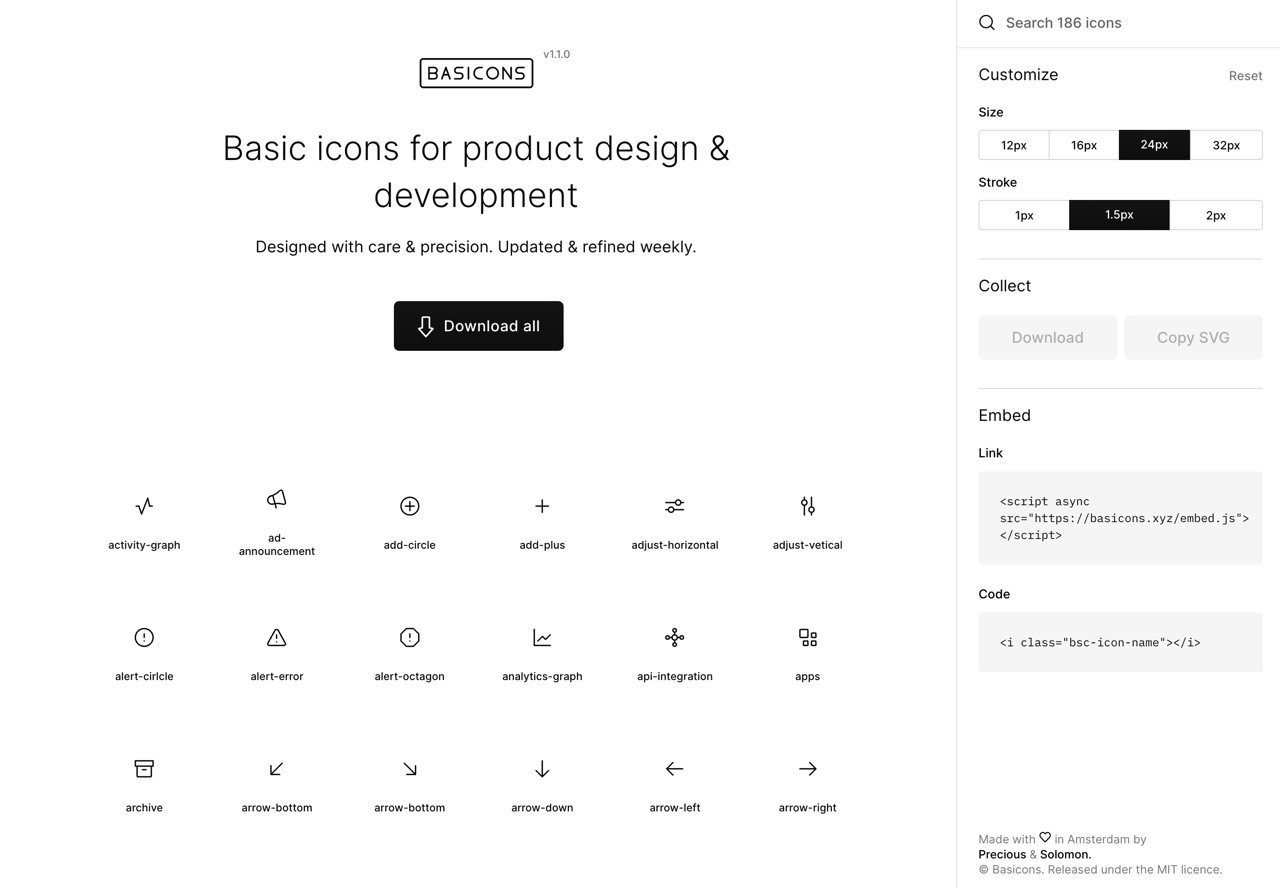 BASICONS
v1.1.0
Basic icons for product design &
development
Designed with care & precision. Updated & refined weekly.
Download all
activity-graph
ad-
announcement
add-circle
add-plus
adjust-horizontal
adjust-vetical
alert-cirlcle
alert-error
alert-octagon
analytics-graph
api-integration
apps
archive
arrow-bottom
arrow-bottom
arrow-down
arrow-left
arrow-right
Search 186 icons
Customize
Reset
Size
12px
16px
24px
32px
Stroke
1px
1.5px
2px
Collect
Download
Copy SVG
Embed
Link
<script async
src="https://basicons.xyz/embed.js">
</script>
Code
<i class="bsc-icon-name"></i>
Made with in Amsterdam by
Precious & Solomon.
© Basicons. Released under the MIT licence.